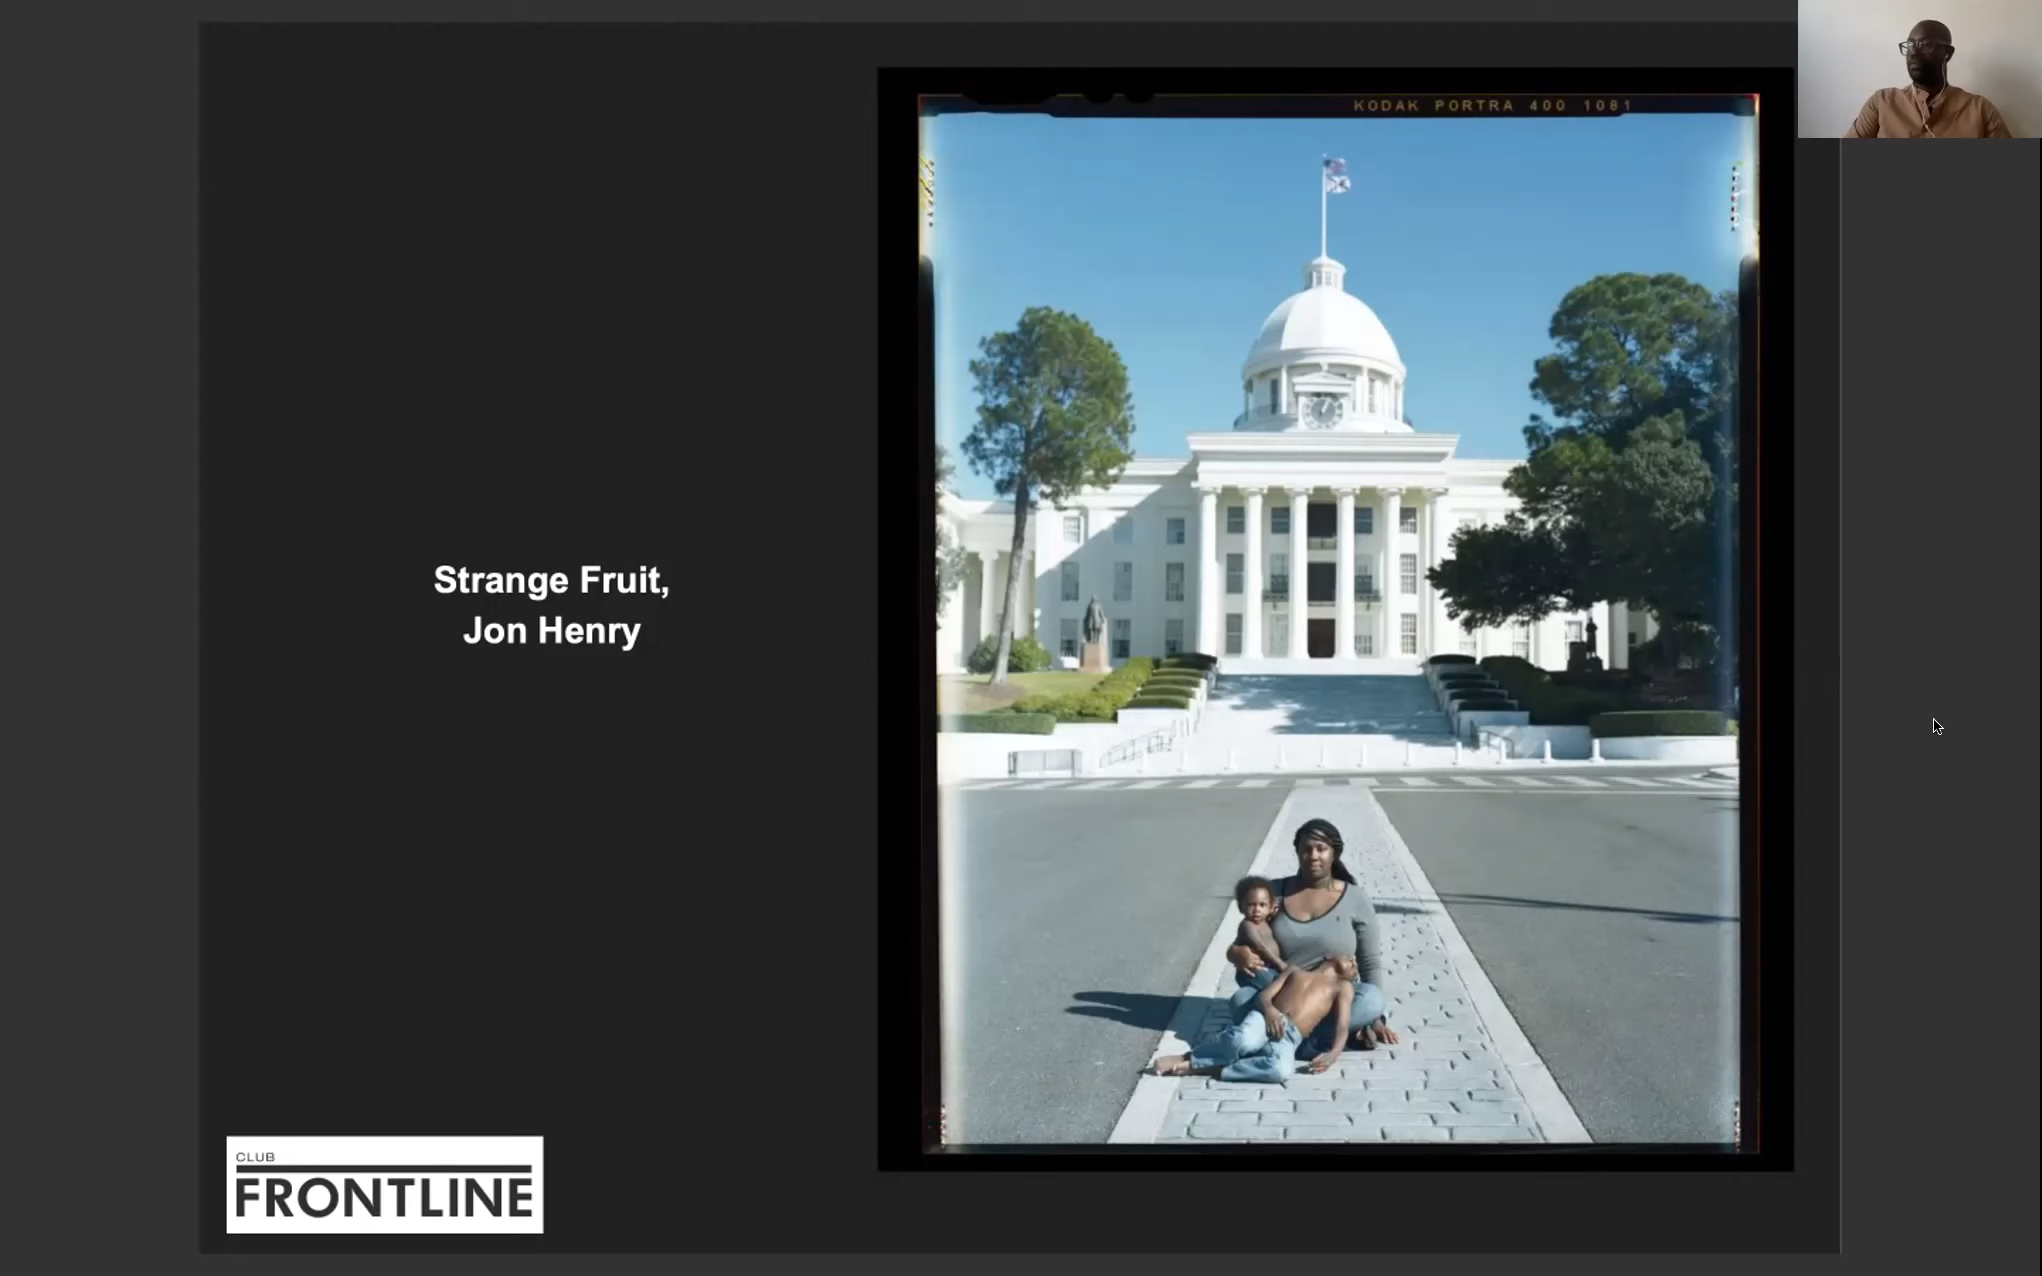 KODAK PORTRA 400 1081
Strange Fruit,
Jon Henry
CLUB
FRONTLINE